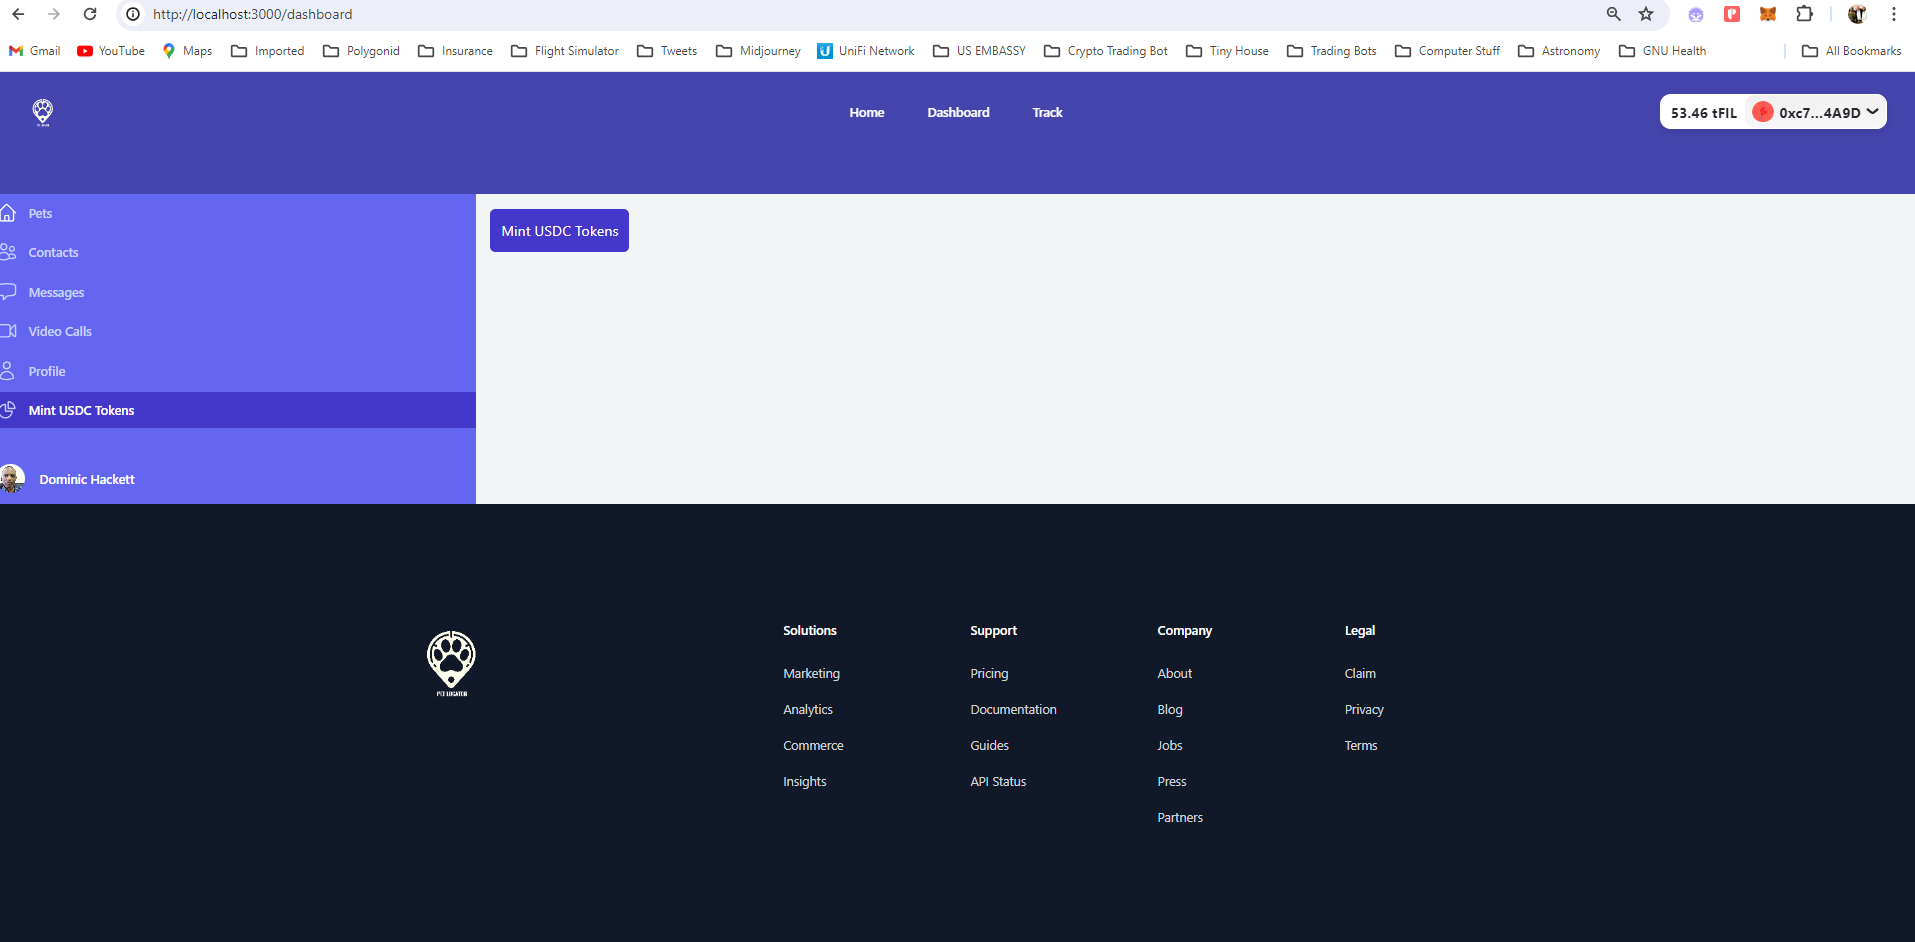 http://localhost:3000/dashboard
Gmail YouTube Maps Imported Polygonid Insurance Flight Simulator Tweets Midjourney UniFi Network US EMBASSY Crypto Trading Bot Tiny House Trading Bots Computer Stuff Astronomy GNU Health All Bookmarks
Home Dashboard Track 53.46 tFIL 0xc7...4A9D
Pets
Mint USDC Tokens
Contacts
Messages
Video Calls
Profile
Mint USDC Tokens
Dominic Hackett
PET LOCATOR
Solutions
Marketing
Analytics
Commerce
Insights
Support
Pricing
Documentation
Guides
API Status
Company
About
Blog
Jobs
Press
Partners
Legal
Claim
Privacy
Terms